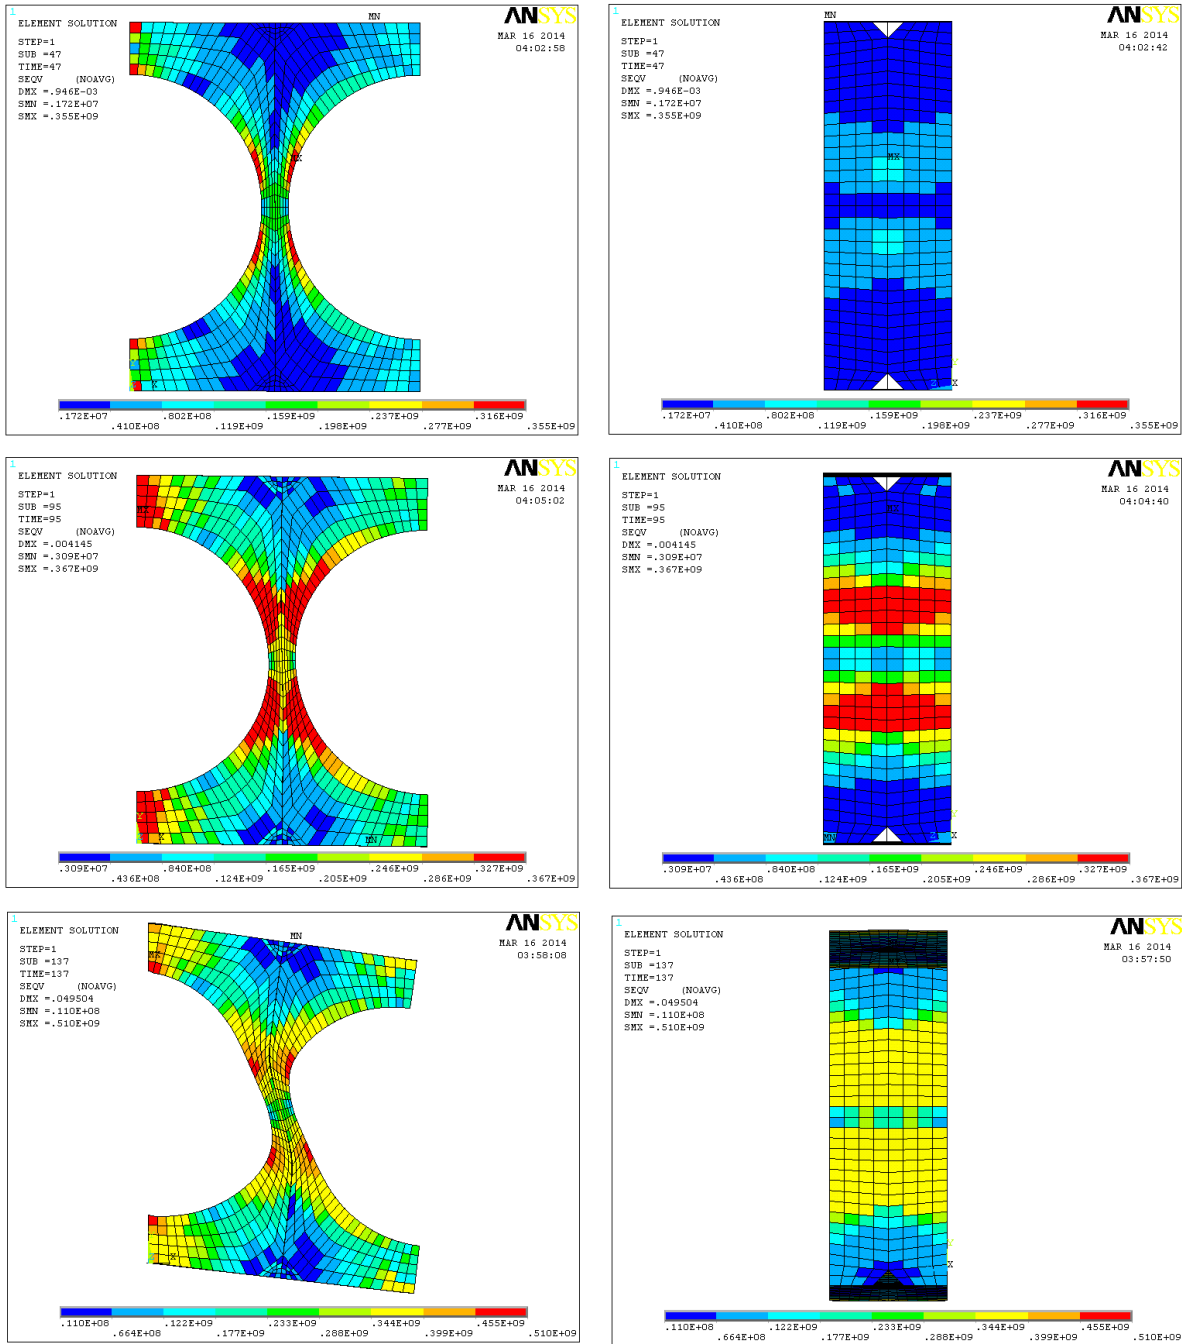 1
ANSYS
ELEMENT SOLUTION
MAR 16 2014
04:02:58
STEP=1
SUB =47
TIME=47
SEQV (NOAVG)
DMX =.946E-03
SMN =.172E+07
SMX =.355E+09
MN
MX
Y
Z X
.172E+07 .802E+08 .159E+09 .237E+09 .316E+09
.410E+08 .119E+09 .198E+09 .277E+09 .355E+09
1
ANSYS
ELEMENT SOLUTION
MAR 16 2014
04:02:42
STEP=1
SUB =47
TIME=47
SEQV (NOAVG)
DMX =.946E-03
SMN =.172E+07
SMX =.355E+09
MN
MX
Y
Z X
.172E+07 .802E+08 .159E+09 .237E+09 .316E+09
.410E+08 .119E+09 .198E+09 .277E+09 .355E+09
1
ANSYS
ELEMENT SOLUTION
MAR 16 2014
04:05:02
STEP=1
SUB =95
TIME=95
SEQV (NOAVG)
DMX =.004145
SMN =.309E+07
SMX =.367E+09
MX
Y
Z X
MN
.309E+07 .840E+08 .165E+09 .246E+09 .327E+09
.436E+08 .124E+09 .205E+09 .286E+09 .367E+09
1
ANSYS
ELEMENT SOLUTION
MAR 16 2014
04:04:40
STEP=1
SUB =95
TIME=95
SEQV (NOAVG)
DMX =.004145
SMN =.309E+07
SMX =.367E+09
MX
Y
MN Z X
.309E+07 .840E+08 .165E+09 .246E+09 .327E+09
.436E+08 .124E+09 .205E+09 .286E+09 .367E+09
1
ANSYS
ELEMENT SOLUTION
MAR 16 2014
03:58:08
STEP=1
SUB =137
TIME=137
SEQV (NOAVG)
DMX =.049504
SMN =.110E+08
SMX =.510E+09
MN
MX
X
.110E+08 .122E+09 .233E+09 .344E+09 .455E+09
.664E+08 .177E+09 .288E+09 .399E+09 .510E+09
1
ANSYS
ELEMENT SOLUTION
MAR 16 2014
03:57:50
STEP=1
SUB =137
TIME=137
SEQV (NOAVG)
DMX =.049504
SMN =.110E+08
SMX =.510E+09
Y
X
.110E+08 .122E+09 .233E+09 .344E+09 .455E+09
.664E+08 .177E+09 .288E+09 .399E+09 .510E+09